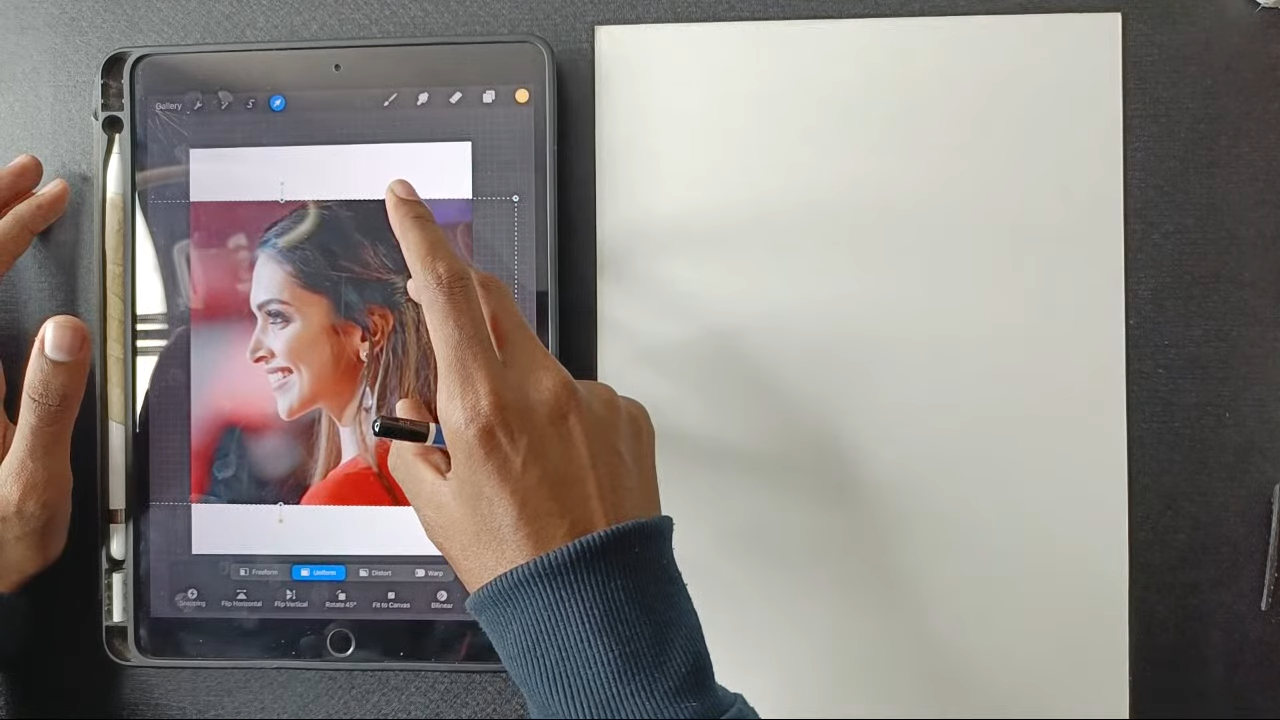 Gallery
Freeform Uniform Distort Warp
Snapping Flip Horizontal Flip Vertical Rotate 45° Fit to Canvas Bilinear